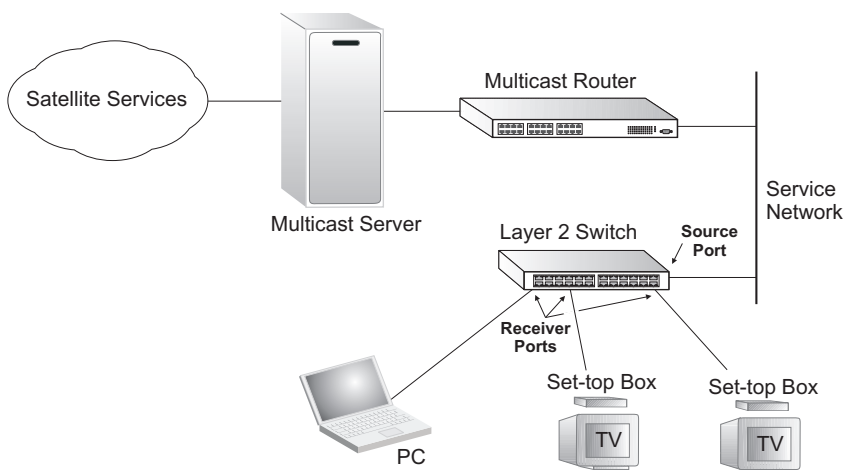 Satellite Services
Multicast Router
Multicast Server
Service
Network
Layer 2 Switch
Source
Port
Receiver
Ports
PC
Set-top Box
Set-top Box
TV
TV